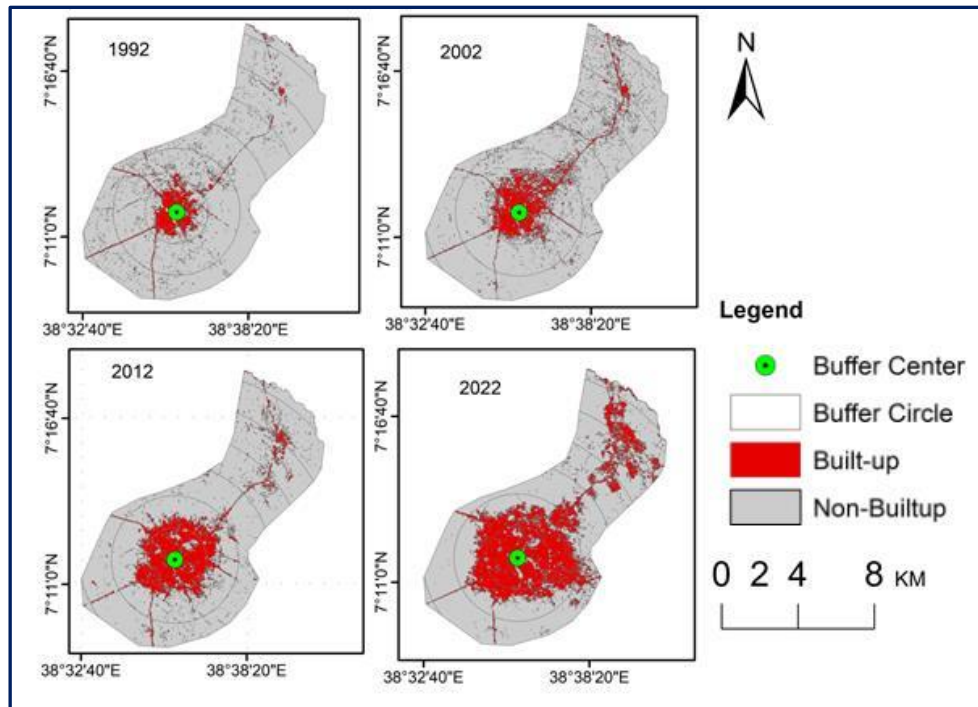 1992
7°16'40"N
7°11'0"N
38°32'40"E
38°38'20"E
2002
7°16'40"N
7°11'0"N
38°32'40"E
38°38'20"E
N
2012
7°16'40"N
7°11'0"N
38°32'40"E
38°38'20"E
2022
7°16'40"N
7°11'0"N
38°32'40"E
38°38'20"E
Legend
Buffer Center
Buffer Circle
Built-up
Non-Builtup
0 2 4 8 KM